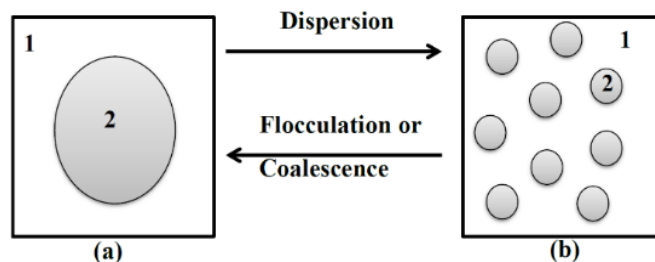 1
2
(a)
Dispersion
Flocculation or
Coalescence
1
2
(b)